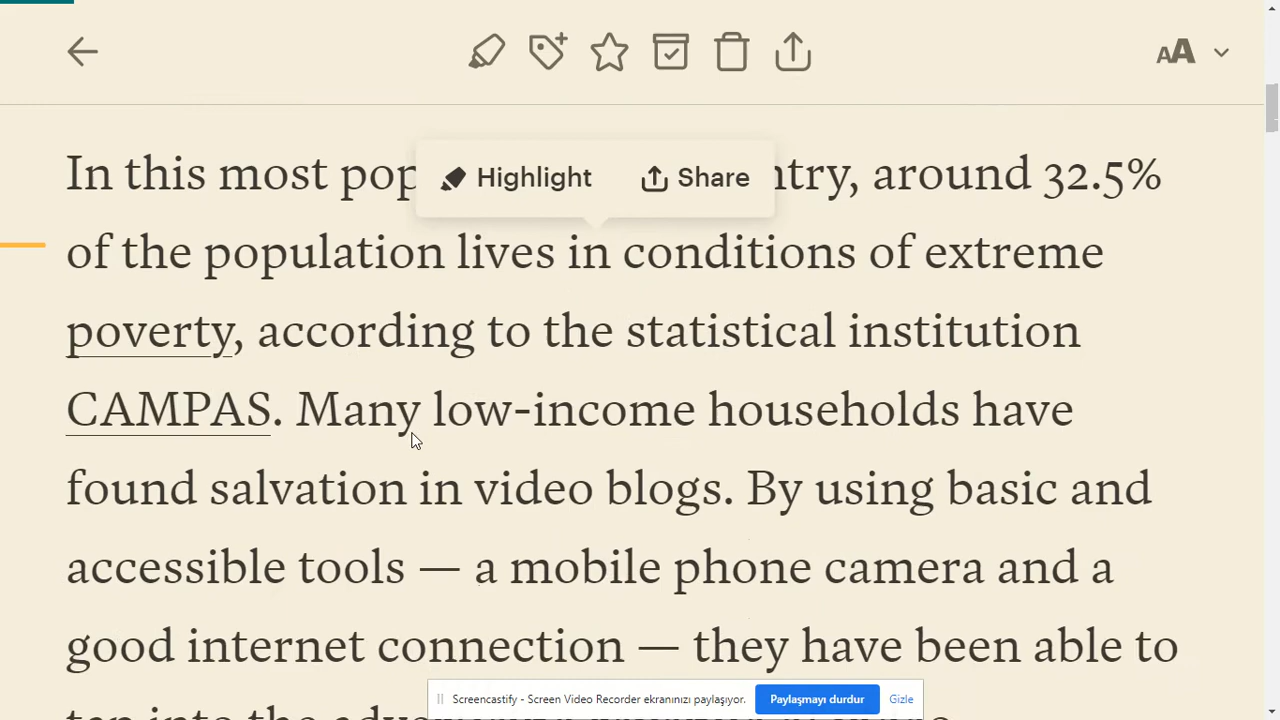 AA
In this most pop
Highlight
Share
ntry, around 32.5%
of the population lives in conditions of extreme
poverty, according to the statistical institution
CAMPAS. Many low-income households have
found salvation in video blogs. By using basic and
accessible tools — a mobile phone camera and a
good internet connection — they have been able to
Screencastify - Screen Video Recorder ekranınızı paylaşıyor.
Paylaşmayı durdur
Gizle